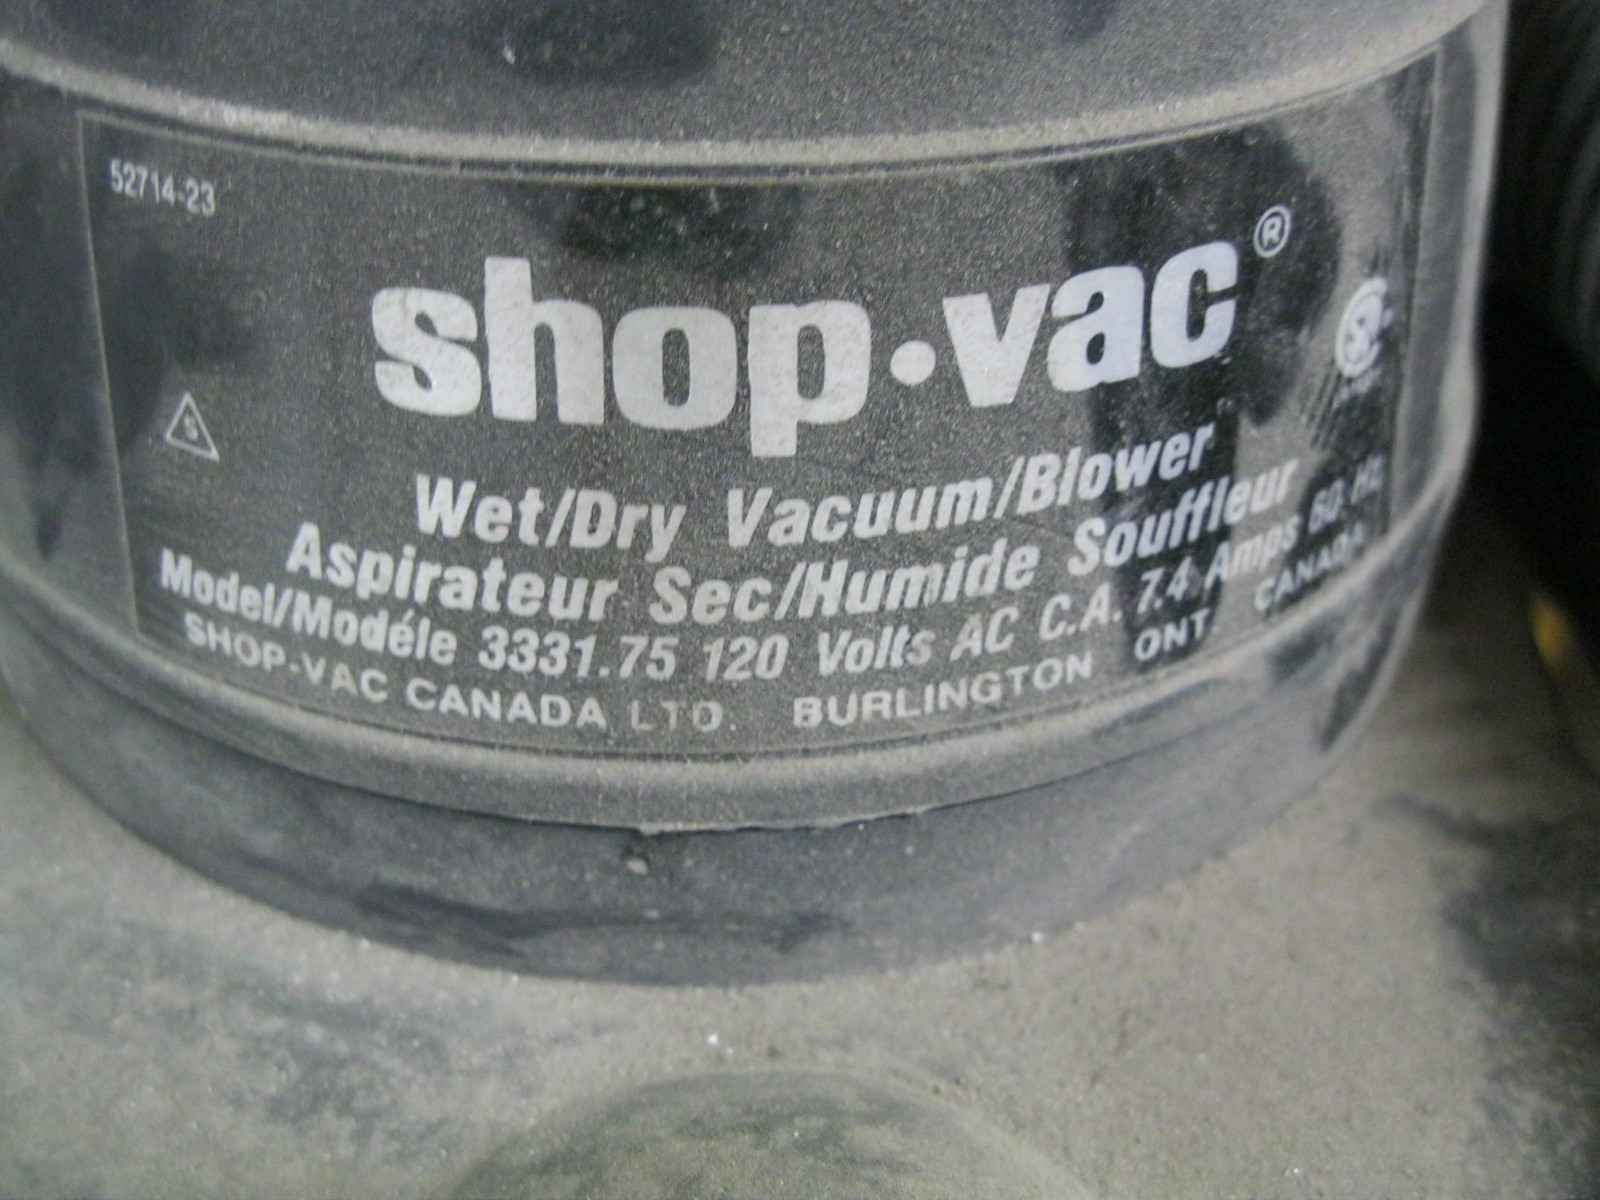 52714-23
shop·vac®
S
Wet/Dry Vacuum/Blower
Aspirateur Sec/Humide Souffleur
Model/Modéle 3331.75 120 Volts AC C.A. 7.4 Amps 60 Hz
SHOP-VAC CANADA LTD. BURLINGTON ONT. CANADA